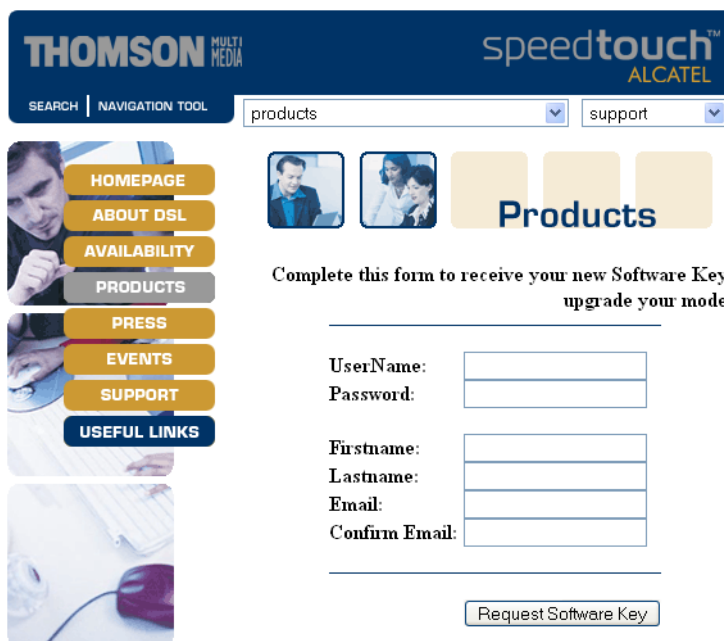 THOMSON MULTI MEDIA
speedtouch™
ALCATEL
SEARCH | NAVIGATION TOOL
products
support
HOMEPAGE
ABOUT DSL
AVAILABILITY
PRODUCTS
PRESS
EVENTS
SUPPORT
USEFUL LINKS
Products
Complete this form to receive your new Software Key
upgrade your mode
UserName:
Password:
Firstname:
Lastname:
Email:
Confirm Email:
Request Software Key